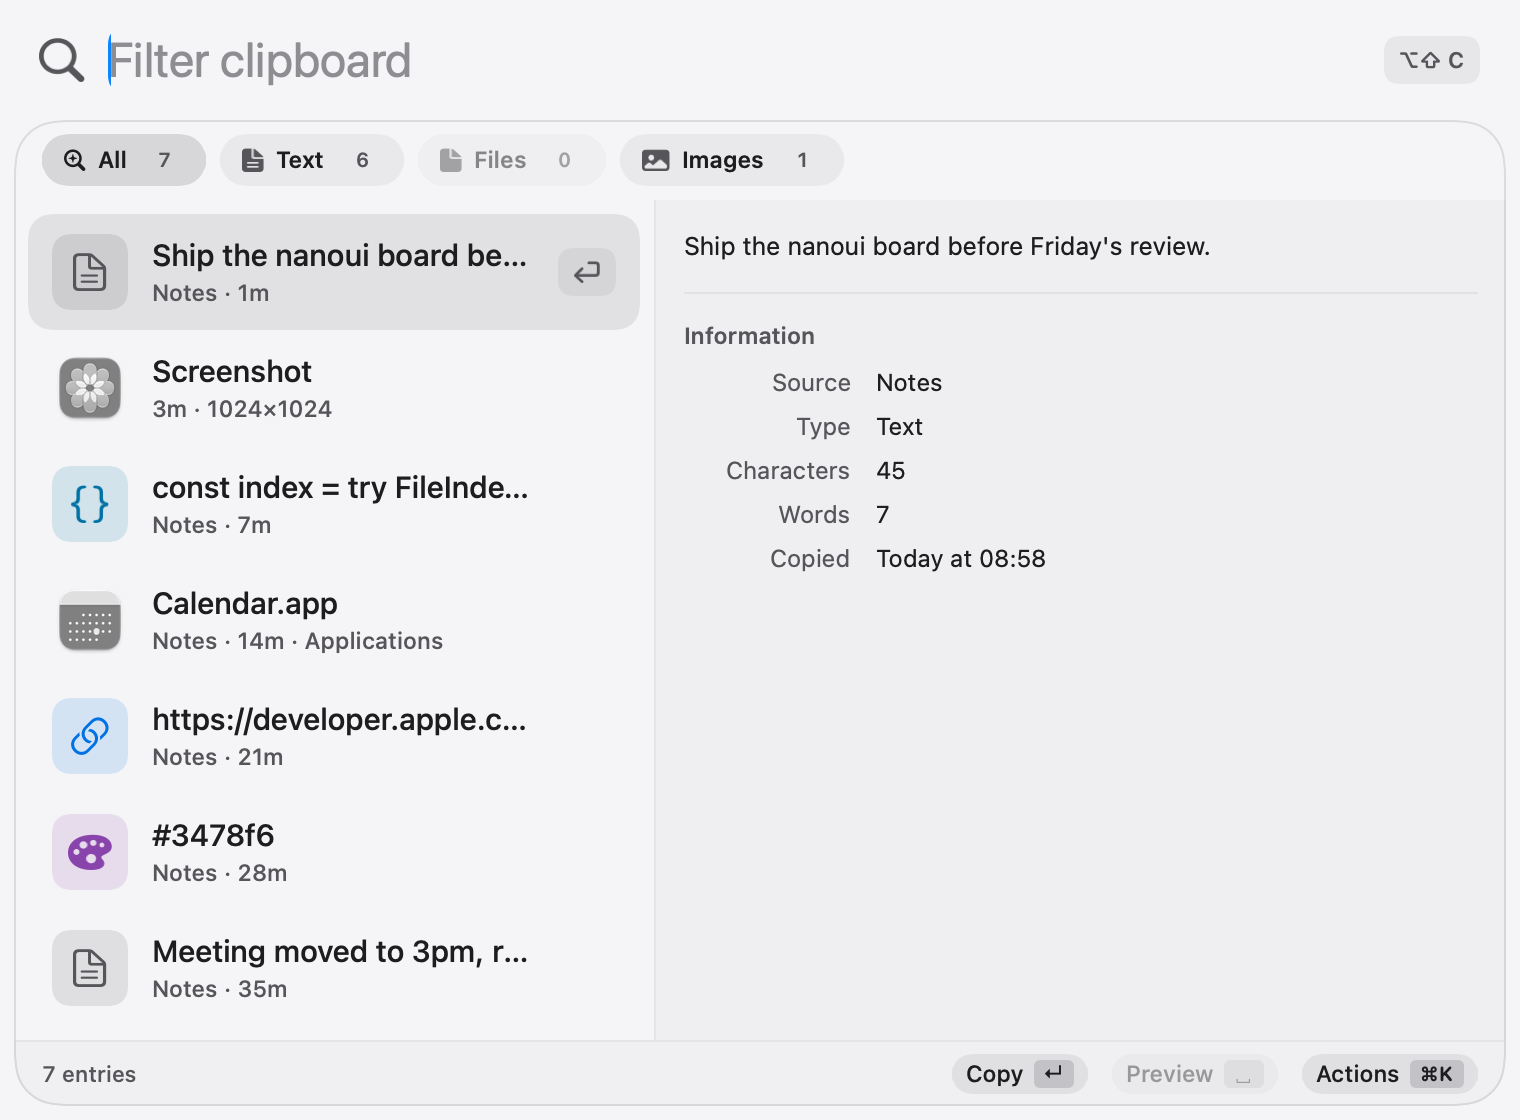 Filter clipboard
⌥⇧ C
All 7
Text 6
Files 0
Images 1
Ship the nanoui board be...
Notes · 1m
Screenshot
3m · 1024×1024
const index = try FileInde...
Notes · 7m
Calendar.app
Notes · 14m · Applications
https://developer.apple.c...
Notes · 21m
#3478f6
Notes · 28m
Meeting moved to 3pm, r...
Notes · 35m
Ship the nanoui board before Friday's review.
Information
Source Notes
Type Text
Characters 45
Words 7
Copied Today at 08:58
7 entries
Copy ↵
Preview ⎵
Actions ⌘K